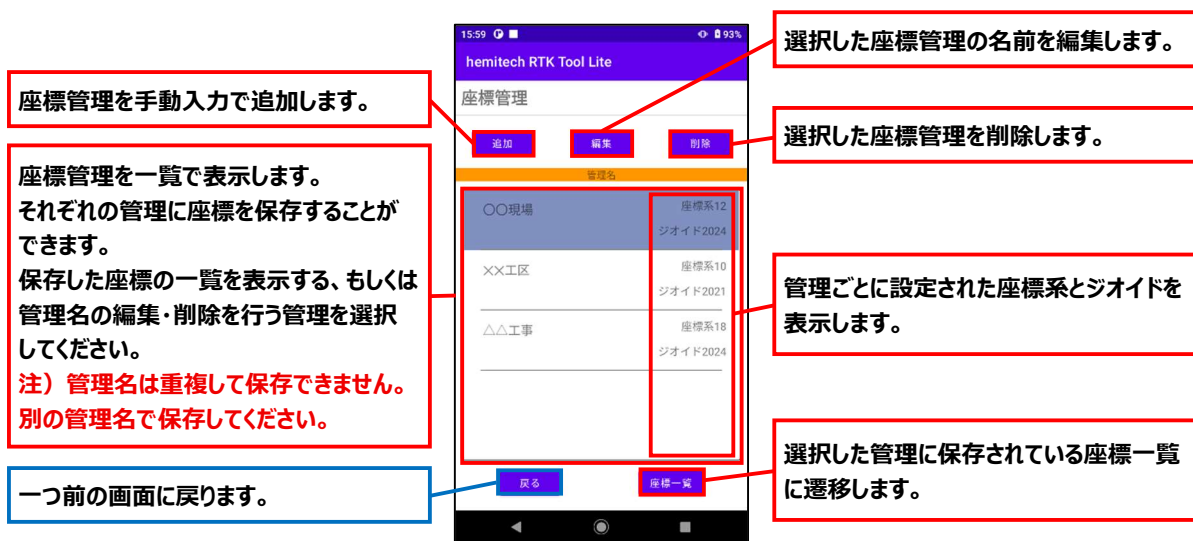 座標管理を手動入力で追加します。
座標管理を一覧で表示します。
それぞれの管理に座標を保存することが
できます。
保存した座標の一覧を表示する、もしくは
管理名の編集・削除を行う管理を選択
してください。
注）管理名は重複して保存できません。
別の管理名で保存してください。
一つ前の画面に戻ります。
15:59 93%
hemitech RTK Tool Lite
座標管理
追加 編集 削除
管理名
〇〇現場 座標系12
ジオイド2024
××工区 座標系10
ジオイド2021
△△工事 座標系18
ジオイド2024
戻る 座標一覧
選択した座標管理の名前を編集します。
選択した座標管理を削除します。
管理ごとに設定された座標系とジオイドを
表示します。
選択した管理に保存されている座標一覧
に遷移します。